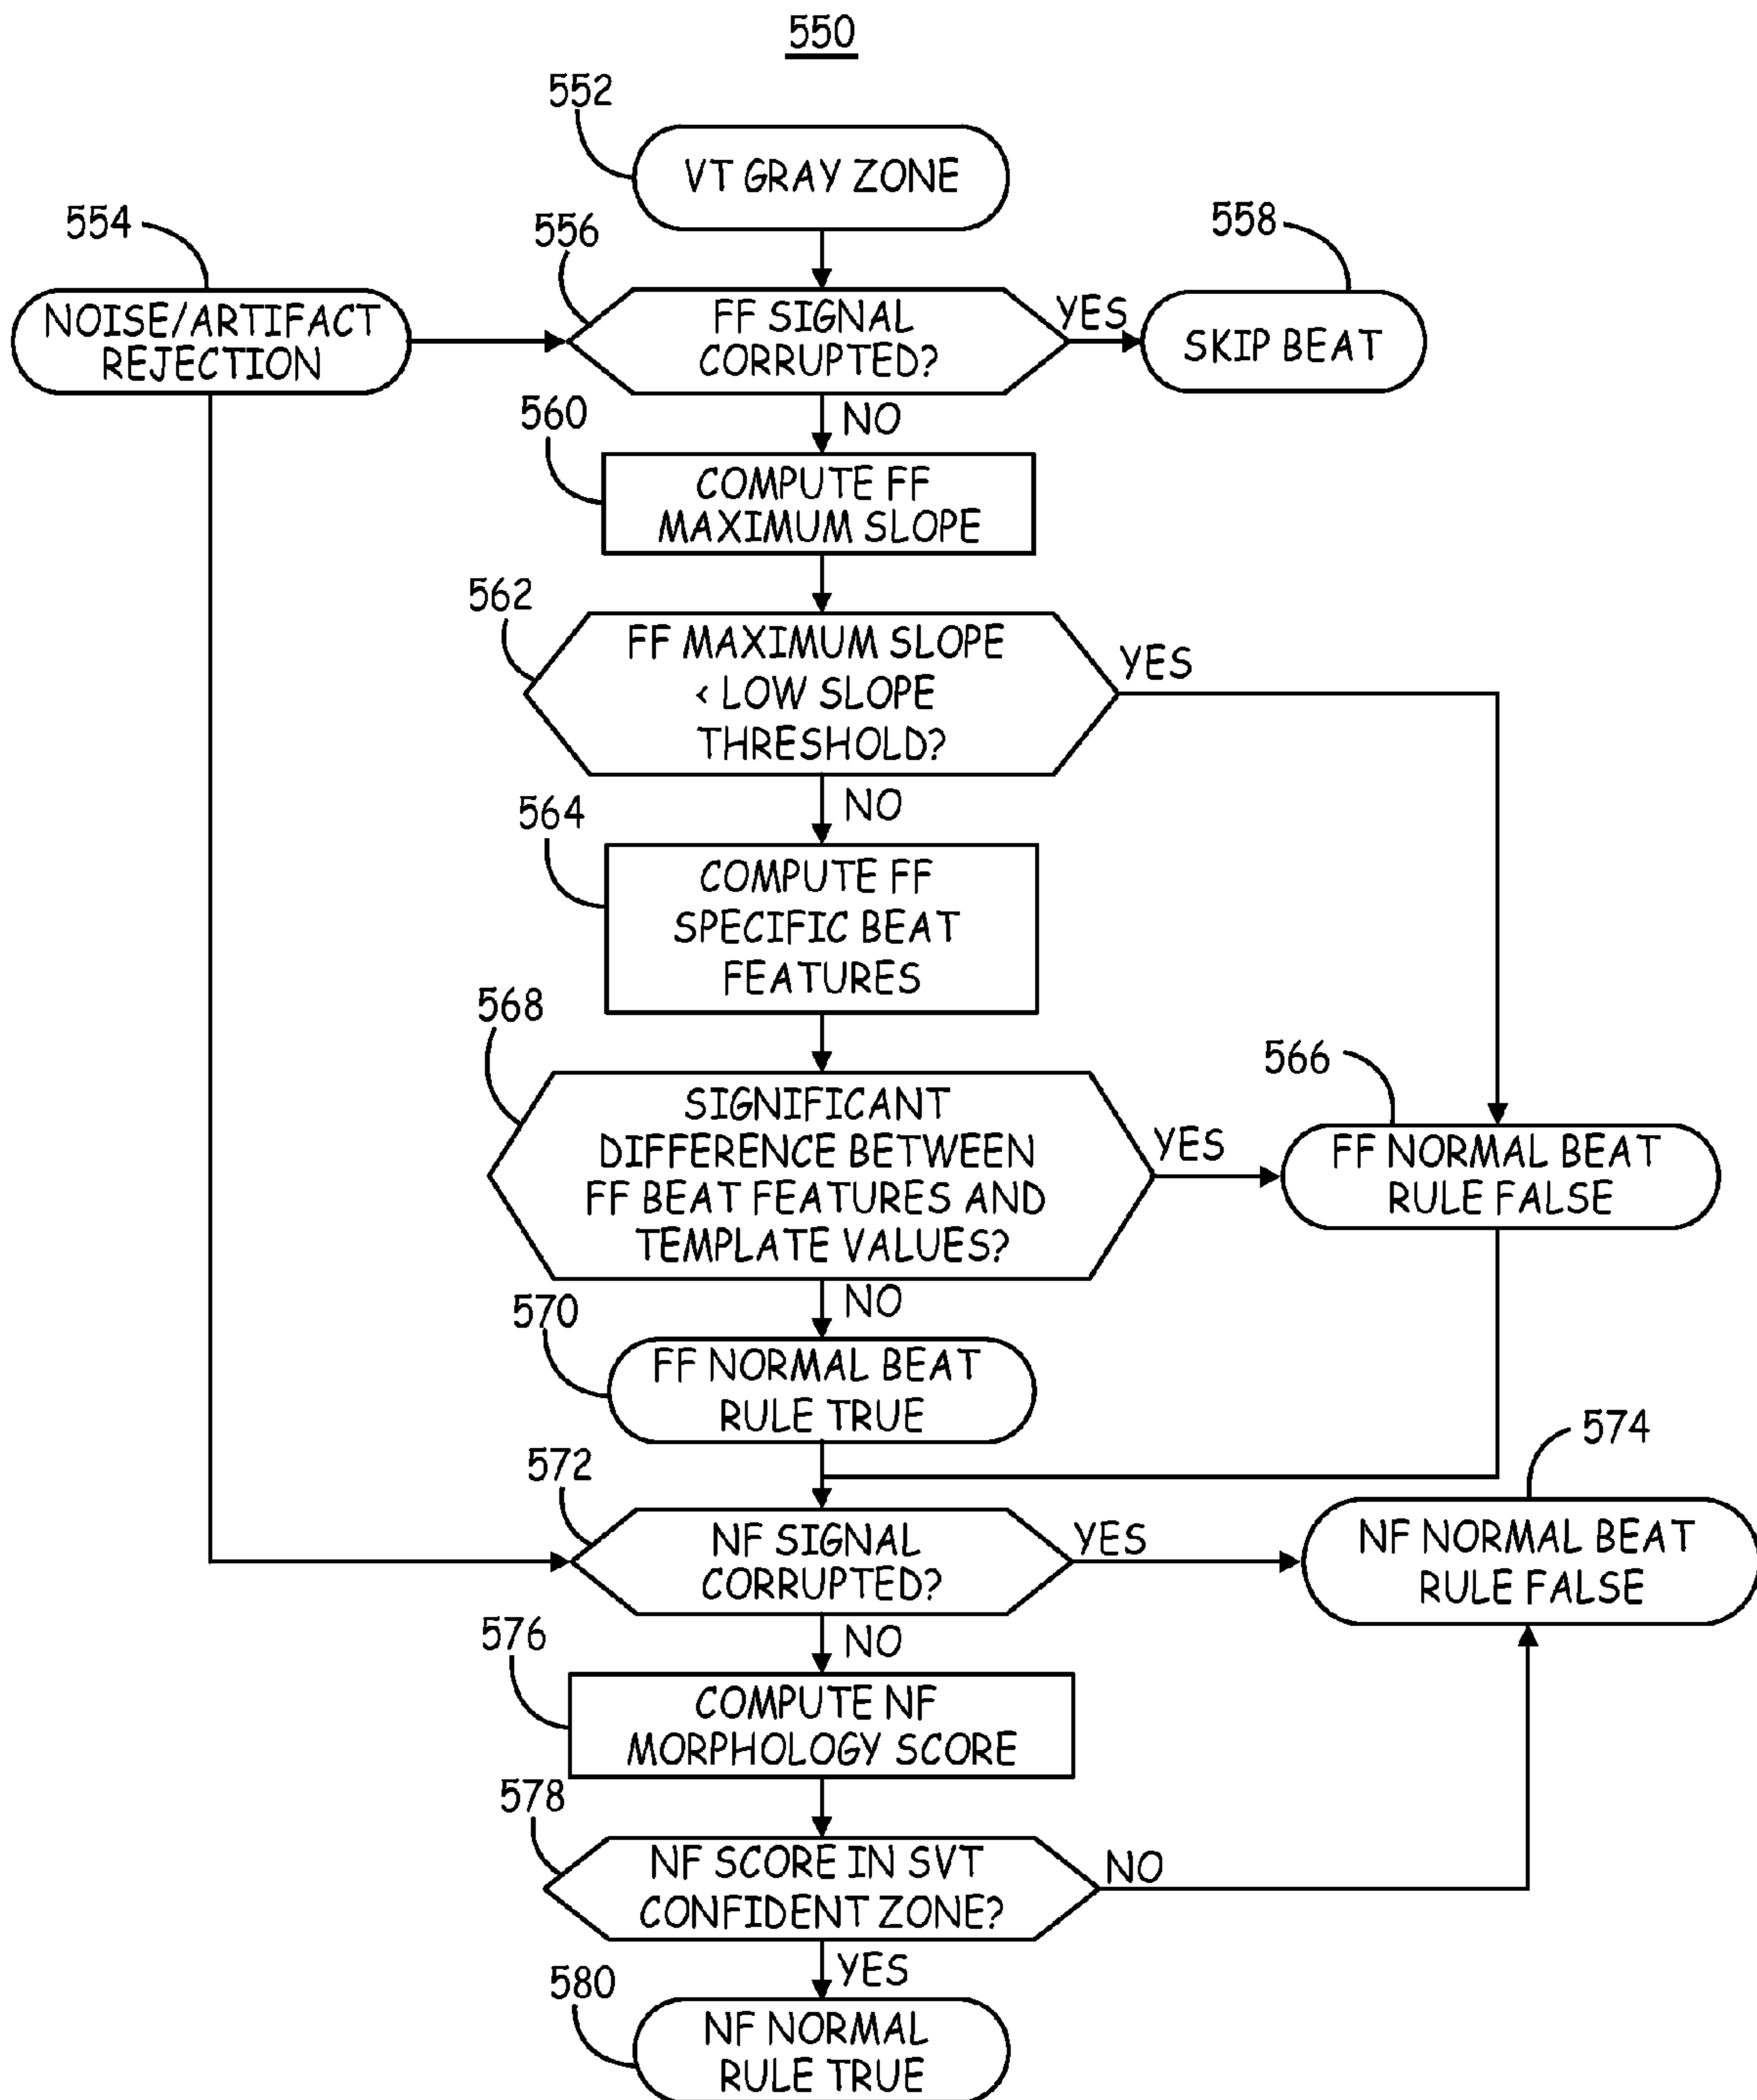 550
552
VT GRAY ZONE
554
NOISE/ARTIFACT
REJECTION
556
FF SIGNAL
CORRUPTED?
YES
558
SKIP BEAT
NO
560
COMPUTE FF
MAXIMUM SLOPE
562
FF MAXIMUM SLOPE
< LOW SLOPE
THRESHOLD?
YES
NO
564
COMPUTE FF
SPECIFIC BEAT
FEATURES
568
SIGNIFICANT
DIFFERENCE BETWEEN
FF BEAT FEATURES AND
TEMPLATE VALUES?
YES
566
FF NORMAL BEAT
RULE FALSE
NO
570
FF NORMAL BEAT
RULE TRUE
572
NF SIGNAL
CORRUPTED?
YES
574
NF NORMAL BEAT
RULE FALSE
NO
576
COMPUTE NF
MORPHOLOGY SCORE
578
NF SCORE IN SVT
CONFIDENT ZONE?
NO
YES
580
NF NORMAL
RULE TRUE